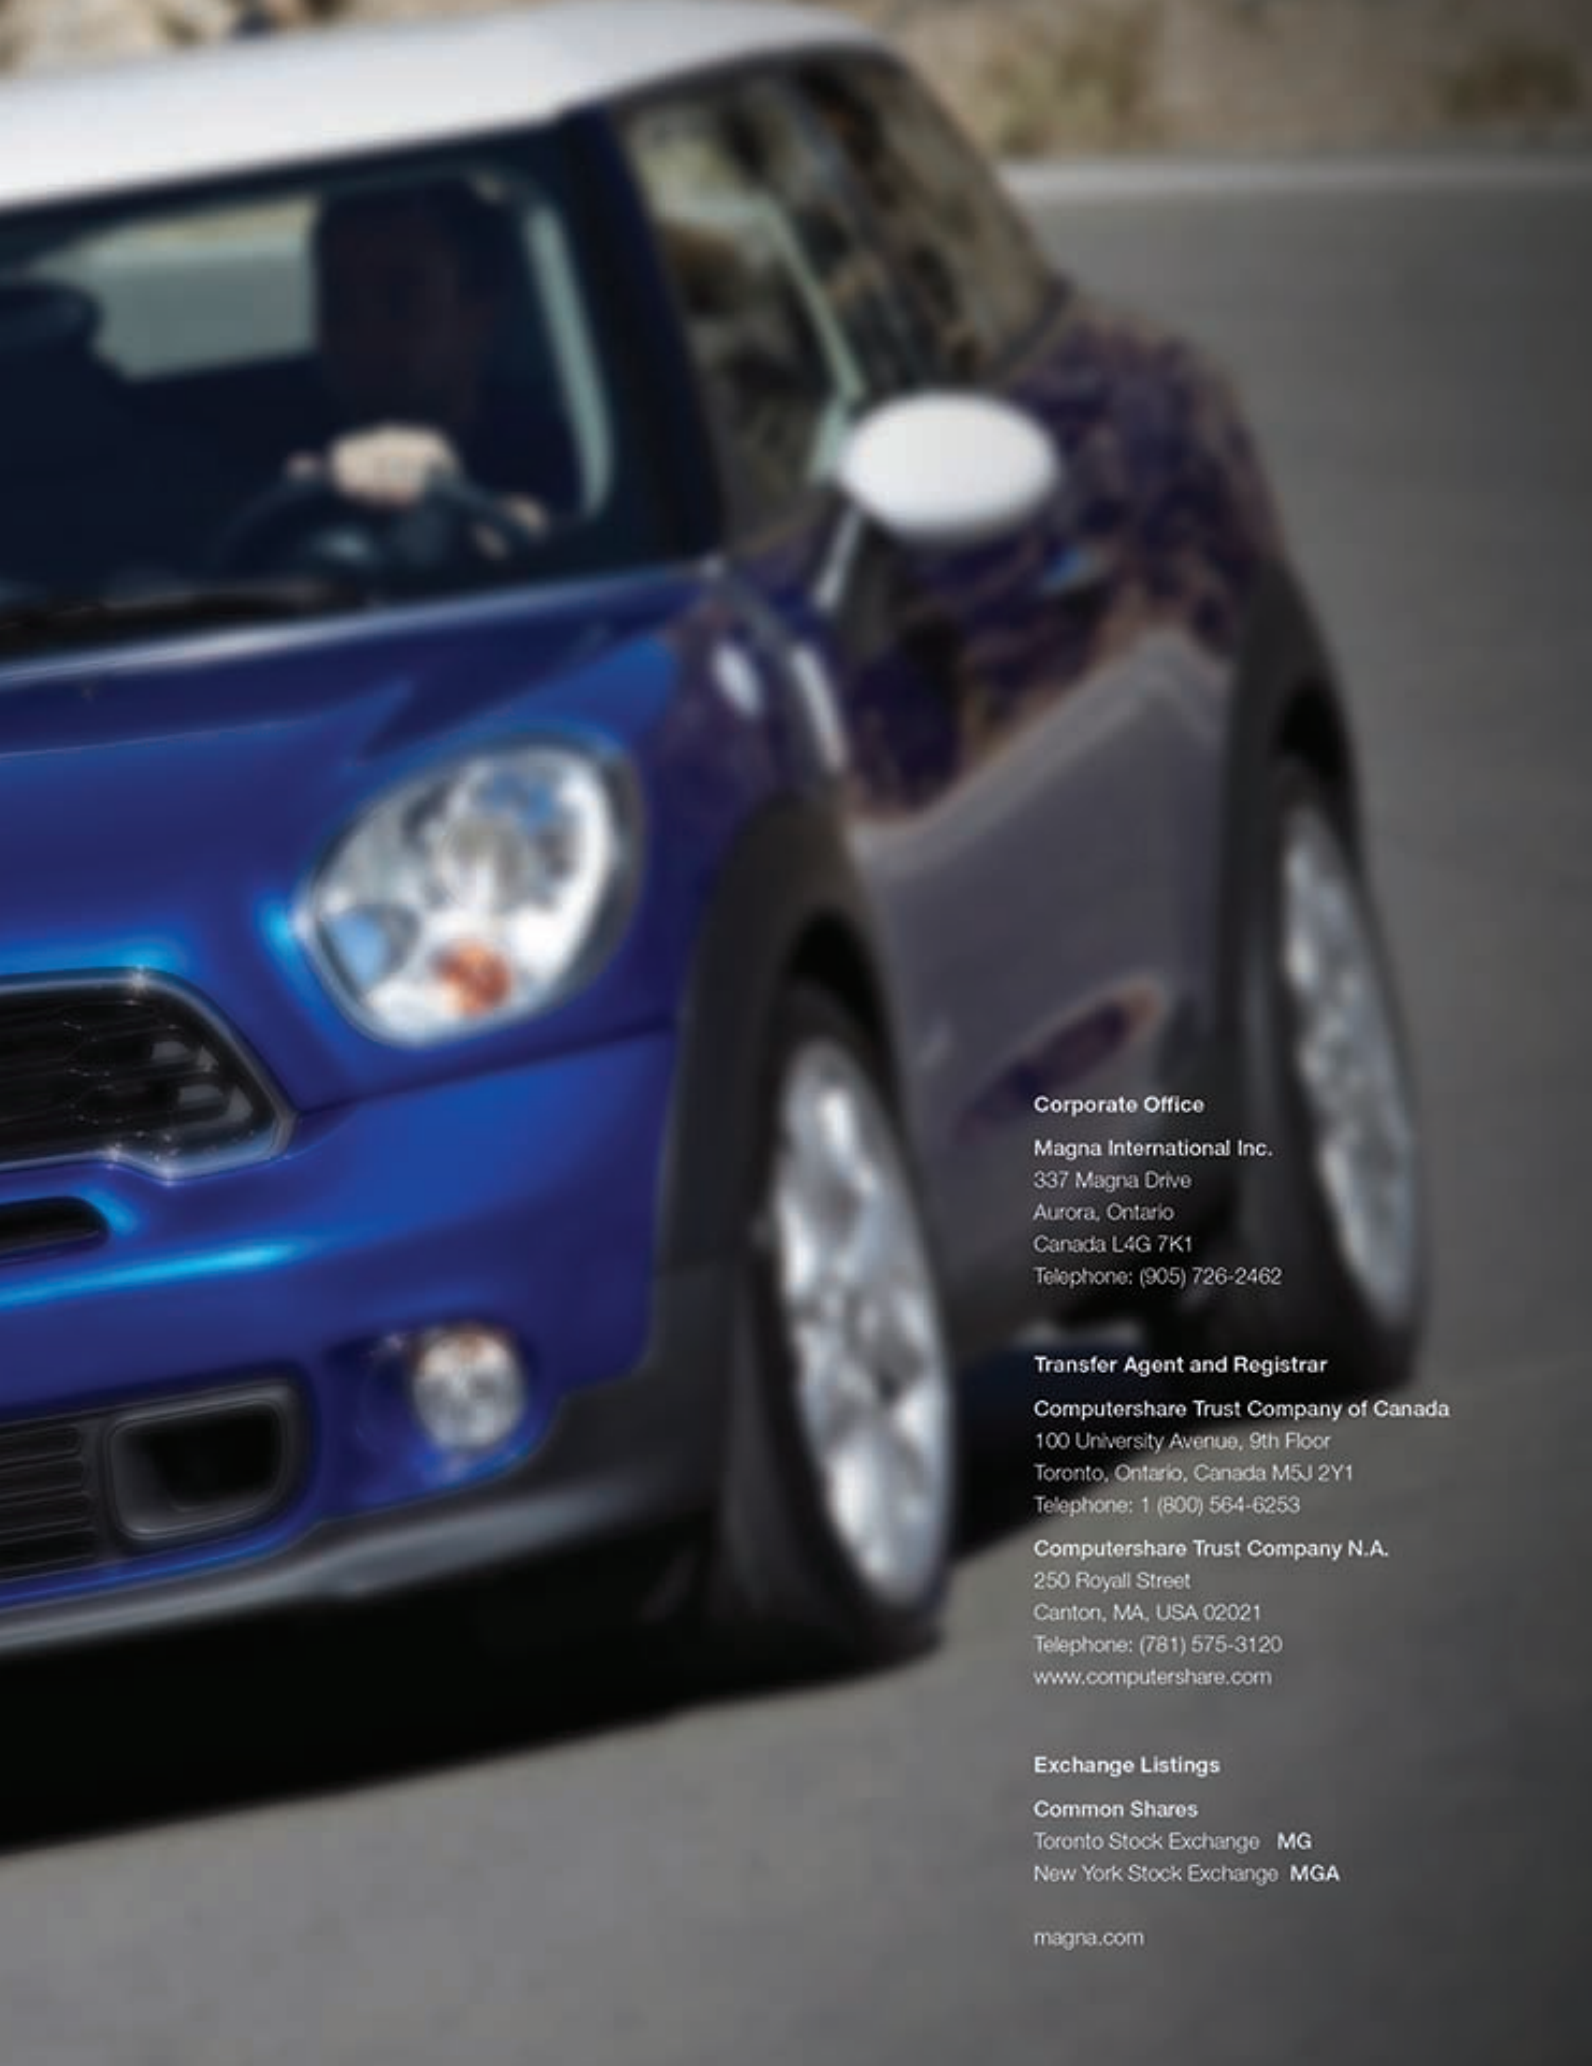 Corporate Office
Magna International Inc.
337 Magna Drive
Aurora, Ontario
Canada L4G 7K1
Telephone: (905) 726-2462
Transfer Agent and Registrar
Computershare Trust Company of Canada
100 University Avenue, 9th Floor
Toronto, Ontario, Canada M5J 2Y1
Telephone: 1 (800) 564-6253
Computershare Trust Company N.A.
250 Royall Street
Canton, MA, USA 02021
Telephone: (781) 575-3120
www.computershare.com
Exchange Listings
Common Shares
Toronto Stock Exchange MG
New York Stock Exchange MGA
magna.com